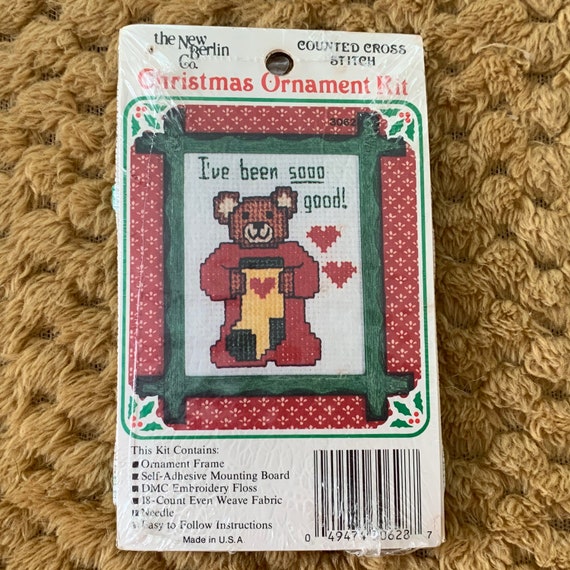 the New Berlin Co.
COUNTED CROSS STITCH
Christmas Ornament Kit
I've been sooo
good!
This Kit Contains:
Ornament Frame
Self-Adhesive Mounting Board
DMC Embroidery Floss
18-Count Even Weave Fabric
Needle
Easy to Follow Instructions
Made in U.S.A
0 49474 30628 7